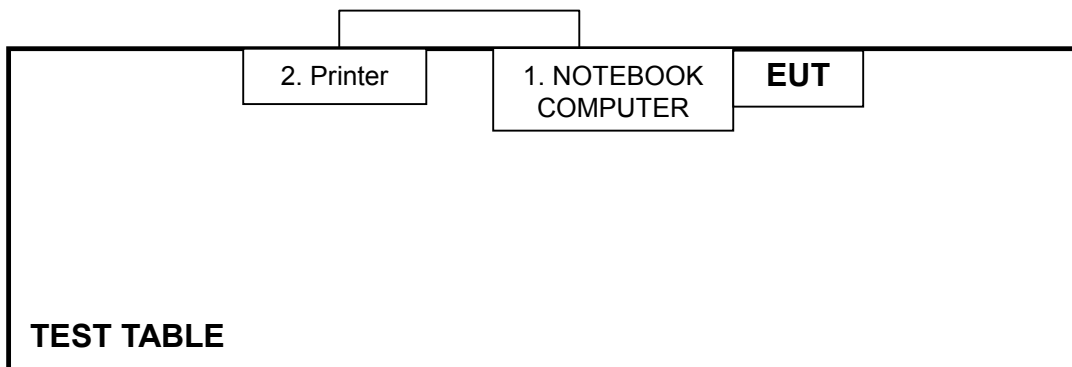 2. Printer
1. NOTEBOOK
COMPUTER
EUT
TEST TABLE